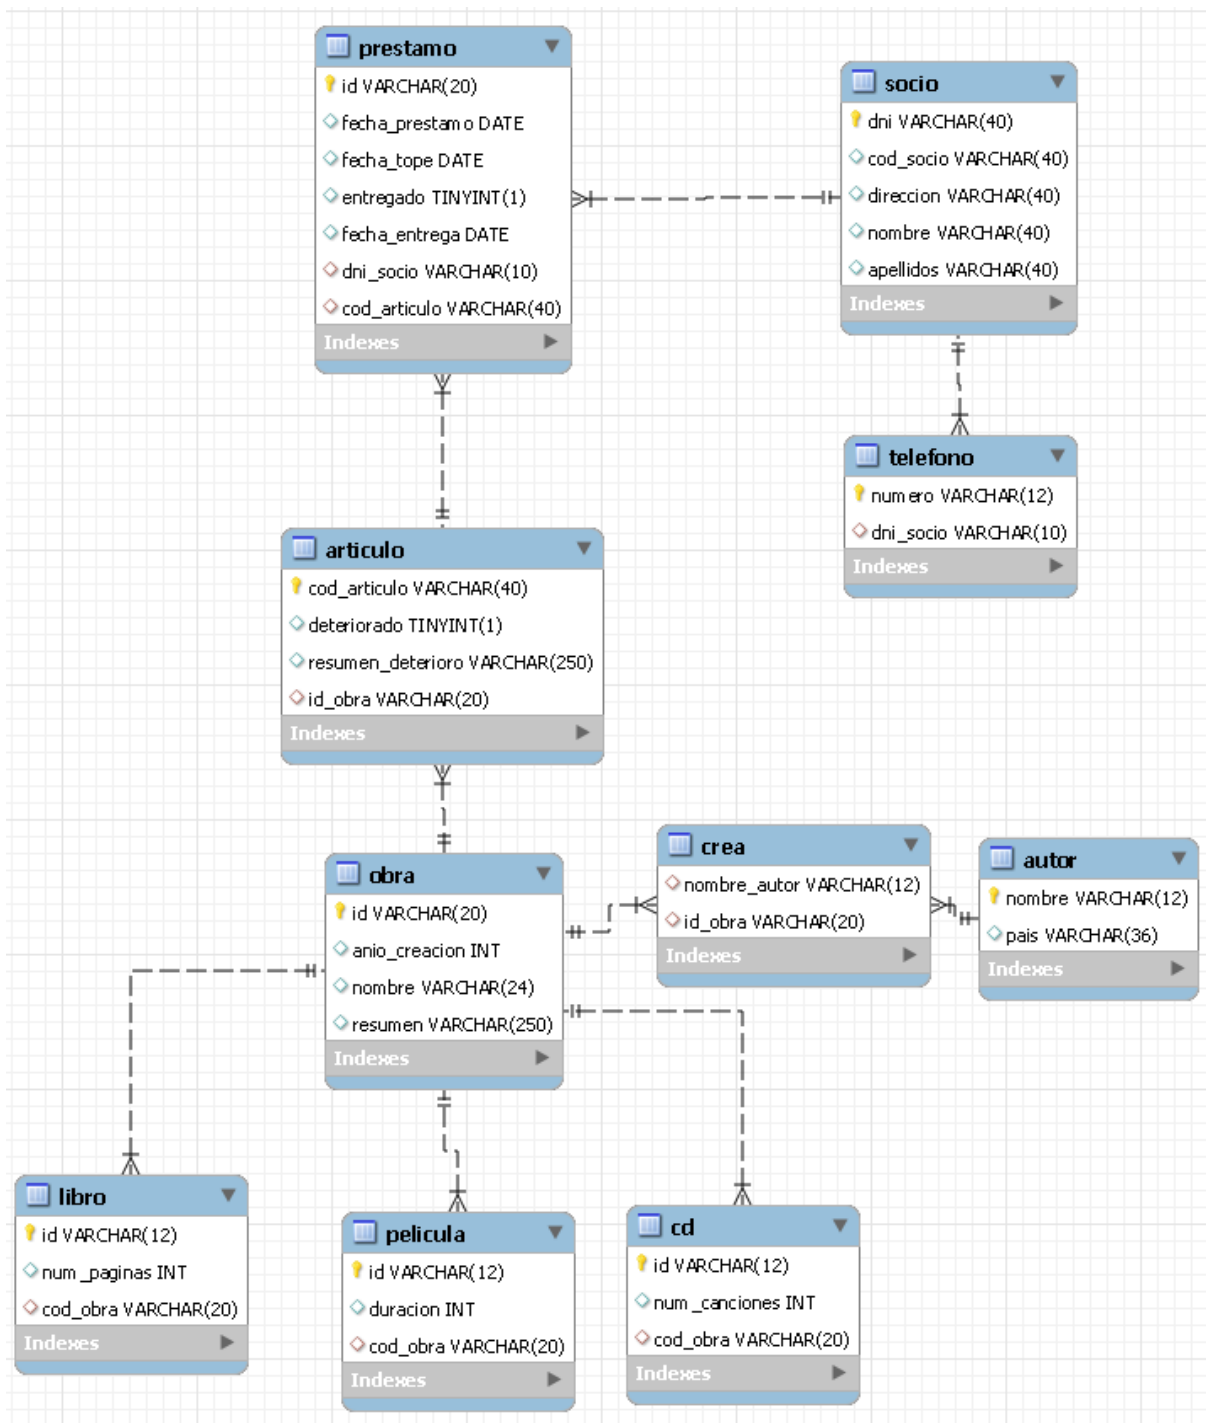 prestamo
id VARCHAR(20)
fecha_prestamo DATE
fecha_tope DATE
entregado TINYINT(1)
fecha_entrega DATE
dni_socio VARCHAR(10)
cod_articulo VARCHAR(40)
Indexes
socio
dni VARCHAR(40)
cod_socio VARCHAR(40)
direccion VARCHAR(40)
nombre VARCHAR(40)
apellidos VARCHAR(40)
Indexes
telefono
numero VARCHAR(12)
dni_socio VARCHAR(10)
Indexes
articulo
cod_articulo VARCHAR(40)
deteriorado TINYINT(1)
resumen_deterioro VARCHAR(250)
id_obra VARCHAR(20)
Indexes
obra
id VARCHAR(20)
anio_creacion INT
nombre VARCHAR(24)
resumen VARCHAR(250)
Indexes
crea
nombre_autor VARCHAR(12)
id_obra VARCHAR(20)
Indexes
autor
nombre VARCHAR(12)
pais VARCHAR(36)
Indexes
libro
id VARCHAR(12)
num_paginas INT
cod_obra VARCHAR(20)
Indexes
pelicula
id VARCHAR(12)
duracion INT
cod_obra VARCHAR(20)
Indexes
cd
id VARCHAR(12)
num_canciones INT
cod_obra VARCHAR(20)
Indexes